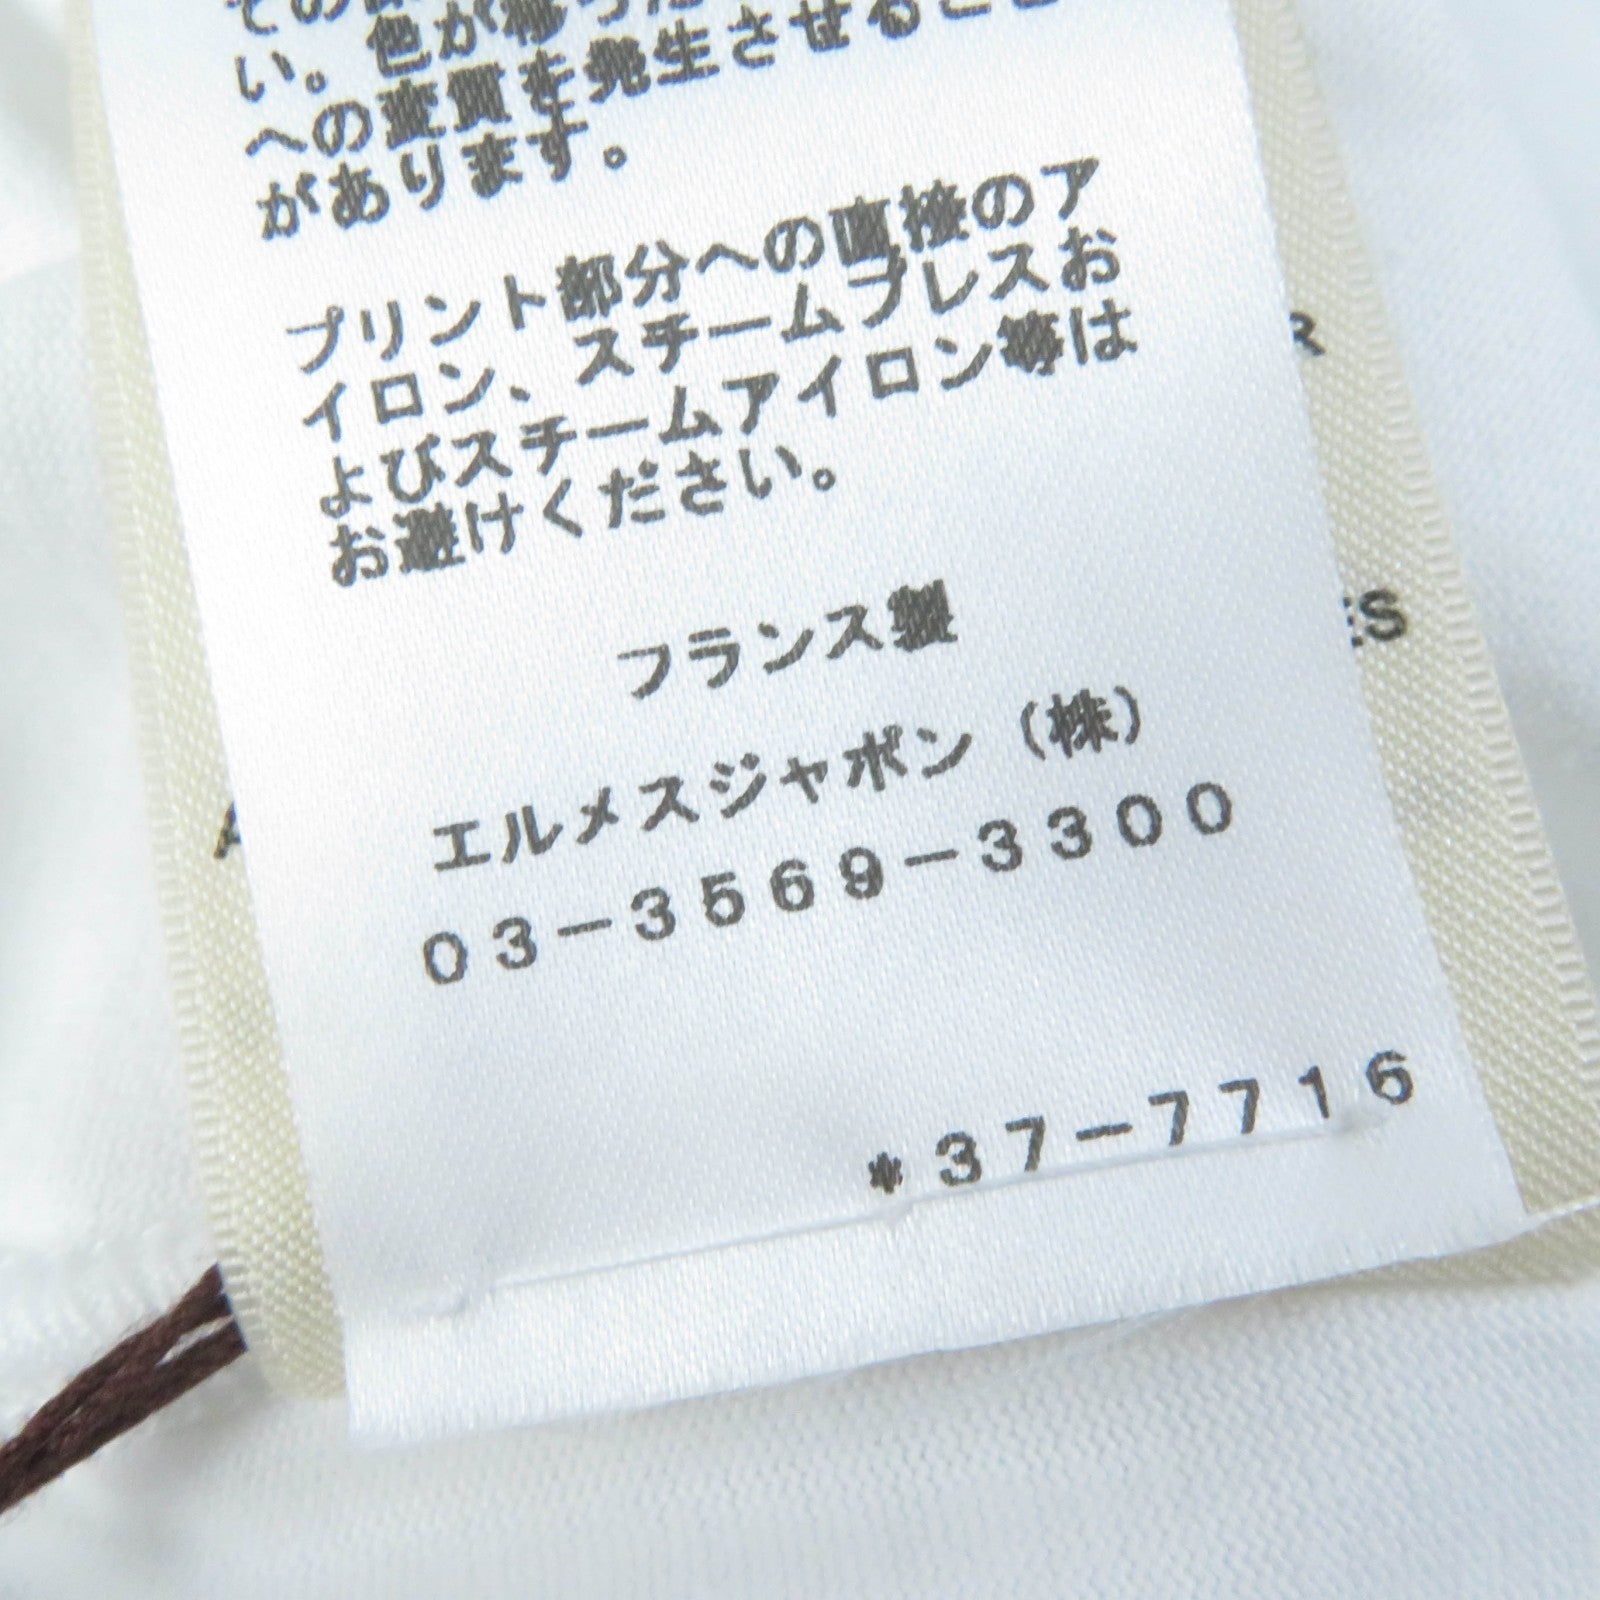 い。色が移った
への変質を発生させること
があります。
プリント部分への直接のア
イロン、スチームプレスお
よびスチームアイロン等は
お避けください。
フランス製
エルメスジャポン（株）
03-3569-3300
*37-7716
R
ES
A